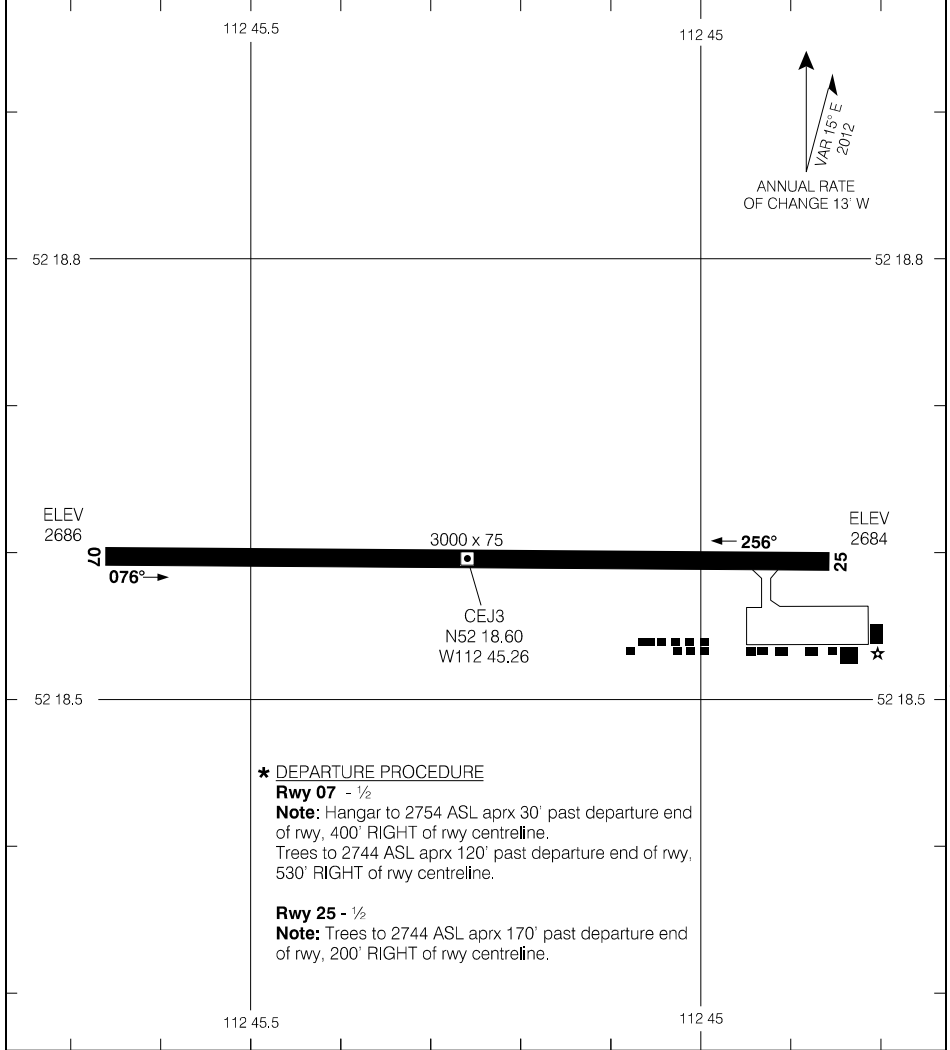 112 45.5
112 45
VAR 15° E
2012
ANNUAL RATE
OF CHANGE 13' W
52 18.8
52 18.8
ELEV
2686
ELEV
2684
3000 x 75
256°
07
25
076°
CEJ3
N52 18.60
W112 45.26
52 18.5
52 18.5
* DEPARTURE PROCEDURE
Rwy 07 - ½
Note: Hangar to 2754 ASL aprx 30' past departure end
of rwy, 400' RIGHT of rwy centreline.
Trees to 2744 ASL aprx 120' past departure end of rwy,
530' RIGHT of rwy centreline.
Rwy 25 - ½
Note: Trees to 2744 ASL aprx 170' past departure end
of rwy, 200' RIGHT of rwy centreline.
112 45.5
112 45